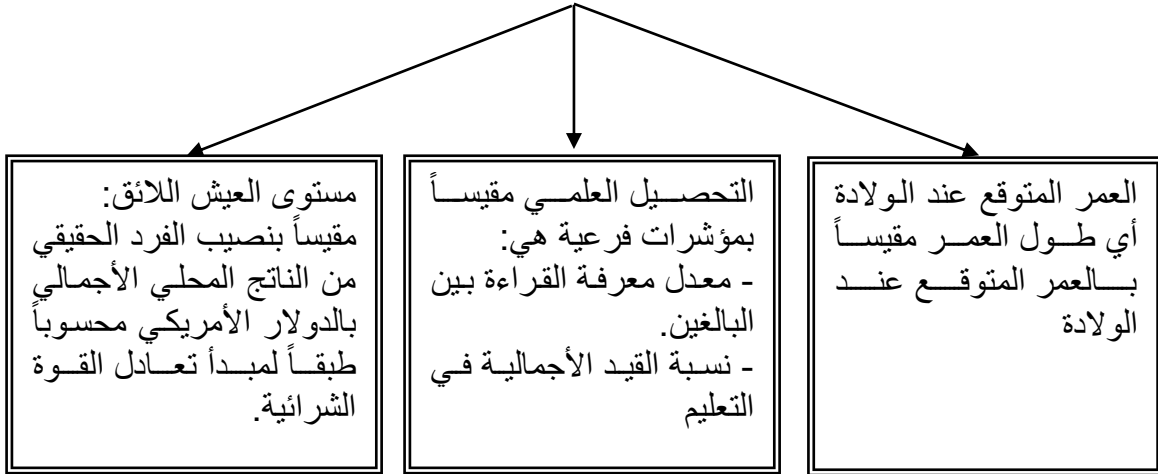 العمر المتوقع عند الولادة
أي طول العمر مقيساً
بالعمر المتوقع عند
الولادة
التحصيل العلمي مقيساً
بمؤشرات فرعية هي:
- معدل معرفة القراءة بين
البالغين.
- نسبة القيد الأجمالية في
التعليم
مستوى العيش اللائق:
مقيساً بنصيب الفرد الحقيقي
من الناتج المحلي الأجمالي
بالدولار الأمريكي محسوباً
طبقاً لمبدأ تعادل القوة
الشرائية.